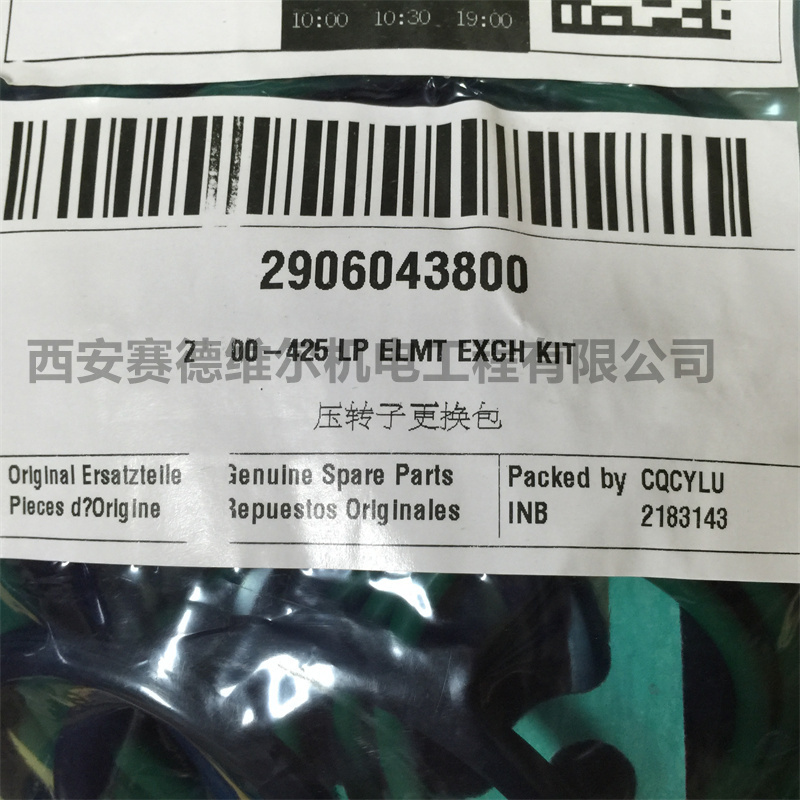 10:00 10:30 19:00
2906043800
Z 00-425 LP ELMT EXCH KIT
西安赛德维尔机电工程有限公司
压转子更换包
Original Ersatzteile Genuine Spare Parts Packed by CQCYLU
Pieces d?Origine Repuestos Originales INB 2183143